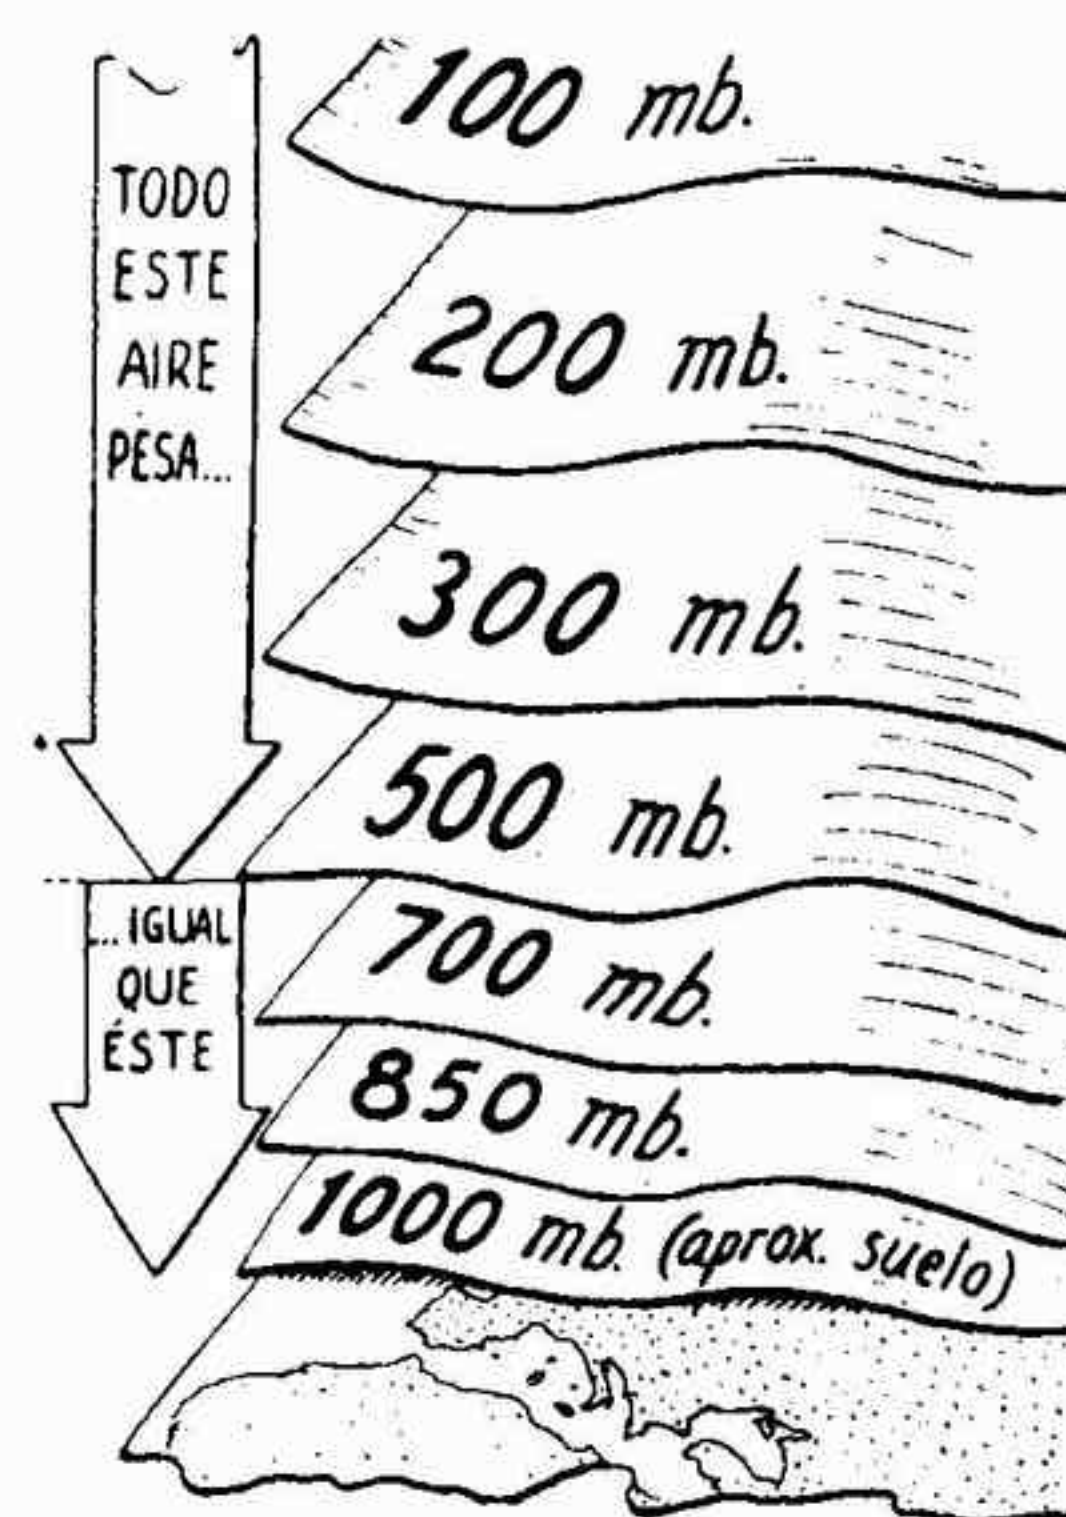 TODO
ESTE
AIRE
PESA...
...IGUAL
QUE
ÉSTE
100 mb.
200 mb.
300 mb.
500 mb.
700 mb.
850 mb.
1000 mb. (aprox. suelo)